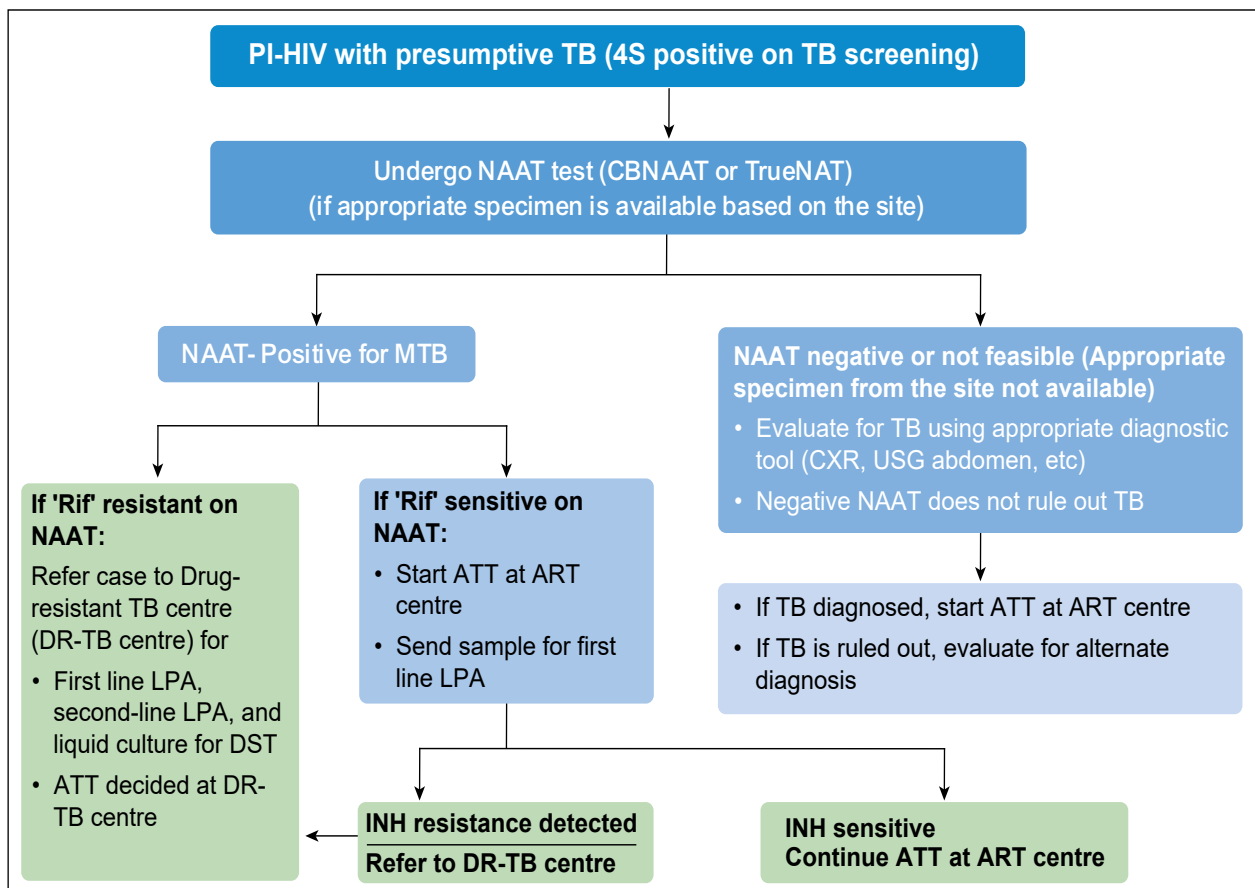 PI-HIV with presumptive TB (4S positive on TB screening)
Undergo NAAT test (CBNAAT or TrueNAT)
(if appropriate specimen is available based on the site)
NAAT- Positive for MTB
NAAT negative or not feasible (Appropriate
specimen from the site not available)
• Evaluate for TB using appropriate diagnostic
tool (CXR, USG abdomen, etc)
• Negative NAAT does not rule out TB
If 'Rif' resistant on
NAAT:
Refer case to Drug-
resistant TB centre
(DR-TB centre) for
• First line LPA,
second-line LPA, and
liquid culture for DST
• ATT decided at DR-
TB centre
If 'Rif' sensitive on
NAAT:
• Start ATT at ART
centre
• Send sample for first
line LPA
• If TB diagnosed, start ATT at ART centre
• If TB is ruled out, evaluate for alternate
diagnosis
INH resistance detected
Refer to DR-TB centre
INH sensitive
Continue ATT at ART centre